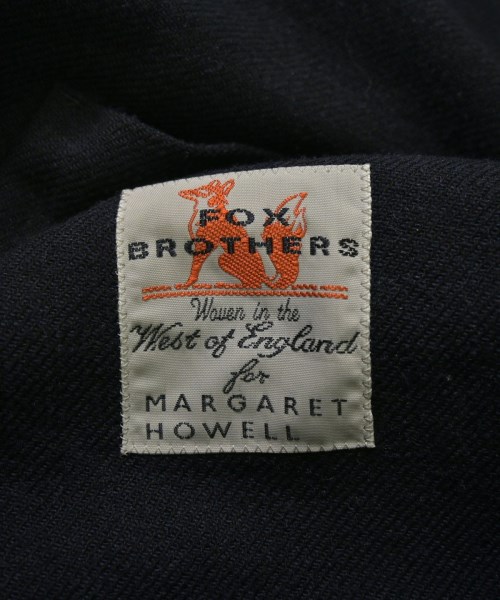 FOX
BROTHERS
Woven in the
West of England
for
MARGARET
HOWELL